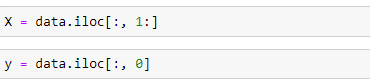 X = data.iloc[:, 1:]
y = data.iloc[:, 0]